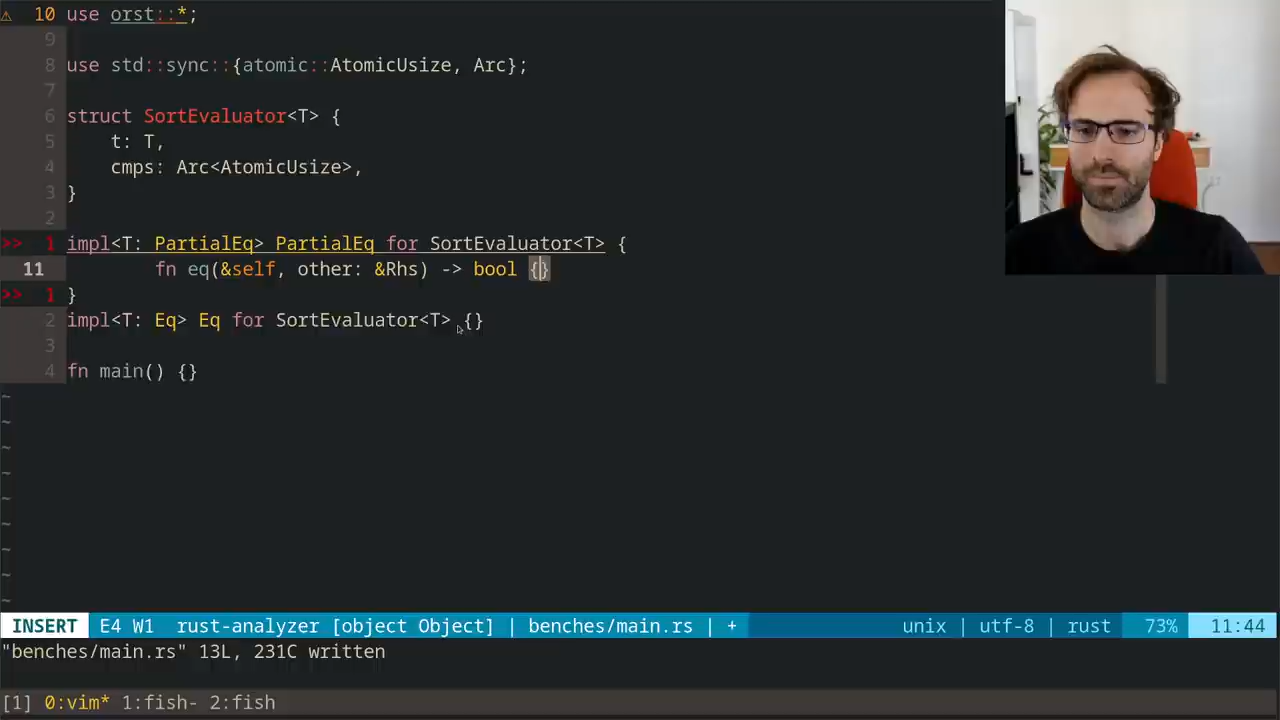 ⚠ 10 use orst::*;
9
8 use std::sync::{atomic::AtomicUsize, Arc};
7
6 struct SortEvaluator<T> {
5     t: T,
4     cmps: Arc<AtomicUsize>,
3 }
2
>> 1 impl<T: PartialEq> PartialEq for SortEvaluator<T> {
11         fn eq(&self, other: &Rhs) -> bool {}
>> 1 }
2 impl<T: Eq> Eq for SortEvaluator<T> {}
3
4 fn main() {}
~
~
~
~
~
~
~
~
~
INSERT E4 W1 rust-analyzer [object Object] | benches/main.rs | + unix | utf-8 | rust 73% 11:44
"benches/main.rs" 13L, 231C written
[1] 0:vim* 1:fish- 2:fish